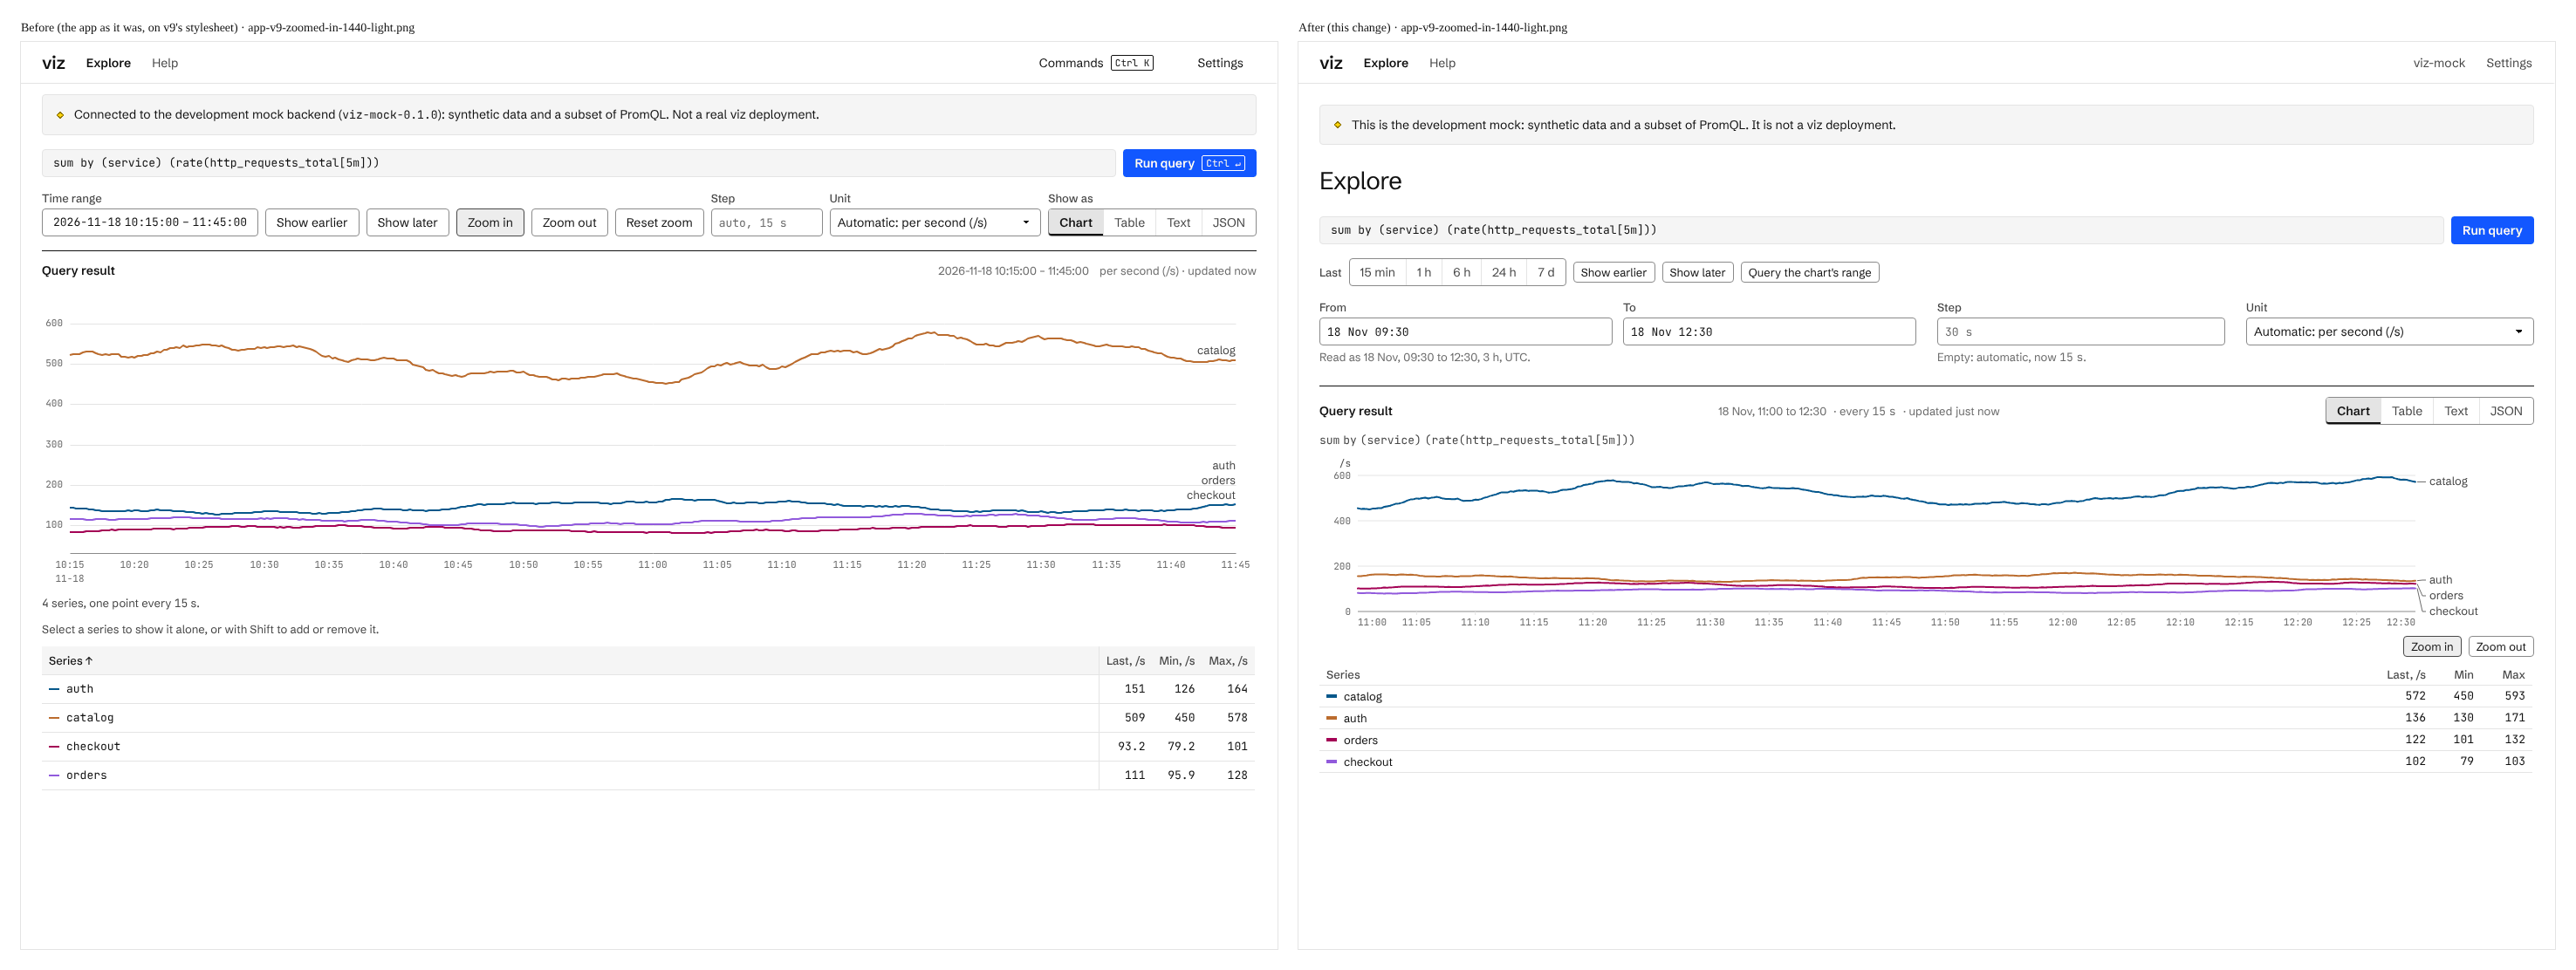 Before (the app as it was, on v9's stylesheet) · app-v9-zoomed-in-1440-light.png
viz Explore Help Commands Ctrl K Settings
Connected to the development mock backend (viz-mock-0.1.0): synthetic data and a subset of PromQL. Not a real viz deployment.
sum by (service) (rate(http_requests_total[5m])) Run query Ctrl ↵
Time range Step Unit Show as
2026-11-18 10:15:00 – 11:45:00 Show earlier Show later Zoom in Zoom out Reset zoom auto, 15 s Automatic: per second (/s) Chart Table Text JSON
Query result 2026-11-18 10:15:00 – 11:45:00 per second (/s) · updated now
600
catalog
500
400
300
auth
200 orders
checkout
100
10:15 10:20 10:25 10:30 10:35 10:40 10:45 10:50 10:55 11:00 11:05 11:10 11:15 11:20 11:25 11:30 11:35 11:40 11:45
11-18
4 series, one point every 15 s.
Select a series to show it alone, or with Shift to add or remove it.
Series ↑ Last, /s Min, /s Max, /s
auth 151 126 164
catalog 509 450 578
checkout 93.2 79.2 101
orders 111 95.9 128
After (this change) · app-v9-zoomed-in-1440-light.png
viz Explore Help viz-mock Settings
This is the development mock: synthetic data and a subset of PromQL. It is not a viz deployment.
Explore
sum by (service) (rate(http_requests_total[5m])) Run query
Last 15 min 1 h 6 h 24 h 7 d Show earlier Show later Query the chart's range
From To Step Unit
18 Nov 09:30 18 Nov 12:30 30 s Automatic: per second (/s)
Read as 18 Nov, 09:30 to 12:30, 3 h, UTC. Empty: automatic, now 15 s.
Query result 18 Nov, 11:00 to 12:30 · every 15 s · updated just now Chart Table Text JSON
sum by (service) (rate(http_requests_total[5m]))
/s
600
catalog
400
200
auth
orders
0 checkout
11:00 11:05 11:10 11:15 11:20 11:25 11:30 11:35 11:40 11:45 11:50 11:55 12:00 12:05 12:10 12:15 12:20 12:25 12:30
Zoom in Zoom out
Series Last, /s Min Max
catalog 572 450 593
auth 136 130 171
orders 122 101 132
checkout 102 79 103